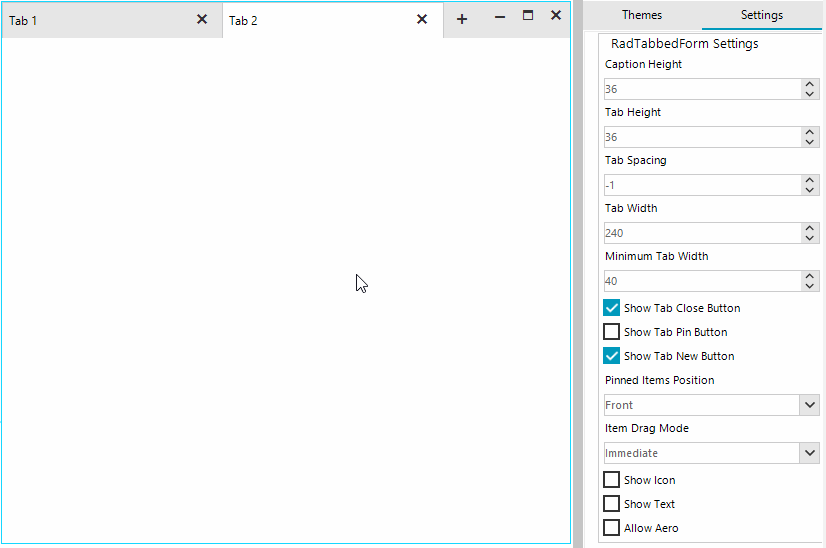 Tab 1
Tab 2
Themes
Settings
RadTabbedForm Settings
Caption Height
36
Tab Height
36
Tab Spacing
-1
Tab Width
240
Minimum Tab Width
40
Show Tab Close Button
Show Tab Pin Button
Show Tab New Button
Pinned Items Position
Front
Item Drag Mode
Immediate
Show Icon
Show Text
Allow Aero